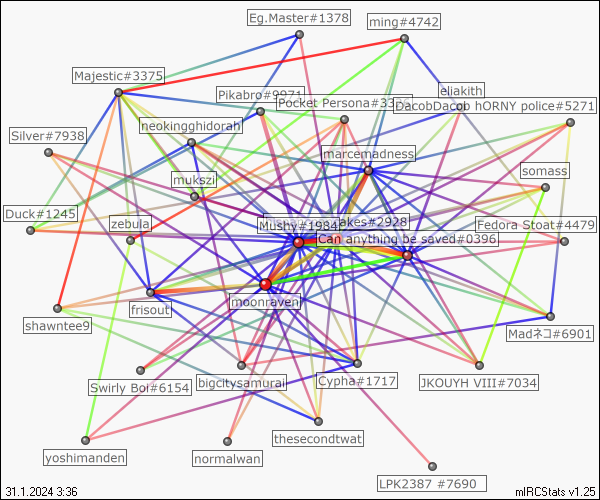 Eg.Master#1378
ming#4742
Majestic#3375
eliakith
Pikabro#9971
Pocket Persona#33
DacobDacob hORNY police#5271
neokingghidorah
Silver#7938
marcemadness
somass
mukszi
Duck#1245
zebula
Mushy#1984
akes#2928
Fedora Stoat#4479
Can anything be saved#0396
moonraven
frisout
shawntee9
Madネコ#6901
Swirly Boi#6154
bigcitysamurai
Cypha#1717
JKOUYH VIII#7034
yoshimanden
normalwan
thesecondtwat
LPK2387 #7690
31.1.2024 3:36
mIRCStats v1.25